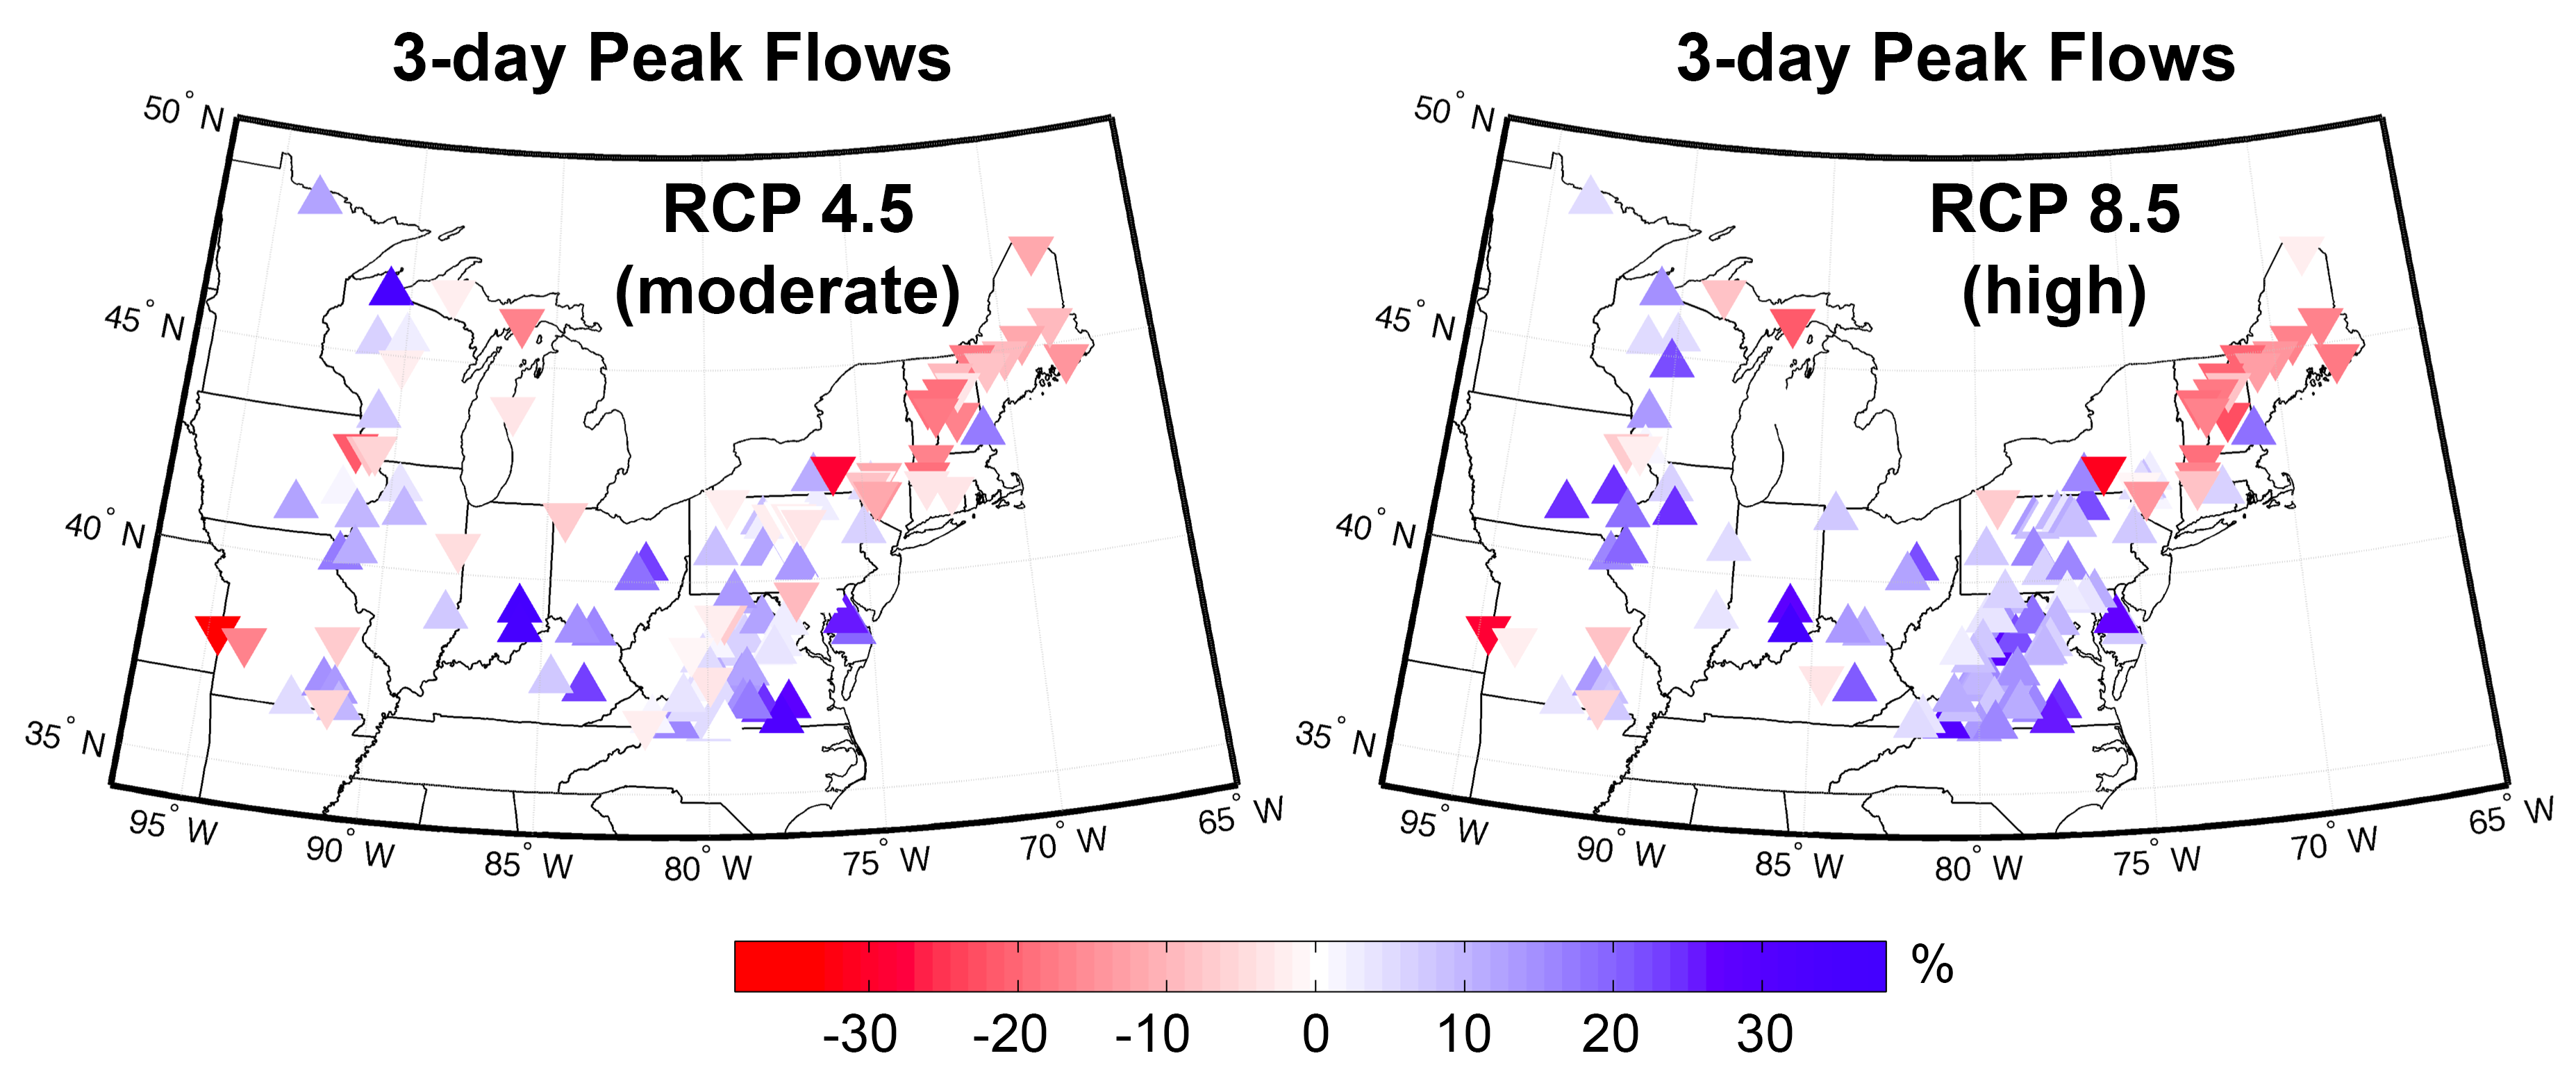 3-day Peak Flows
RCP 4.5
(moderate)
50° N
45° N
40° N
35° N
95° W
90° W
85° W
80° W
75° W
70° W
65° W
3-day Peak Flows
RCP 8.5
(high)
50° N
45° N
40° N
35° N
95° W
90° W
85° W
80° W
75° W
70° W
65° W
%
-30 -20 -10 0 10 20 30